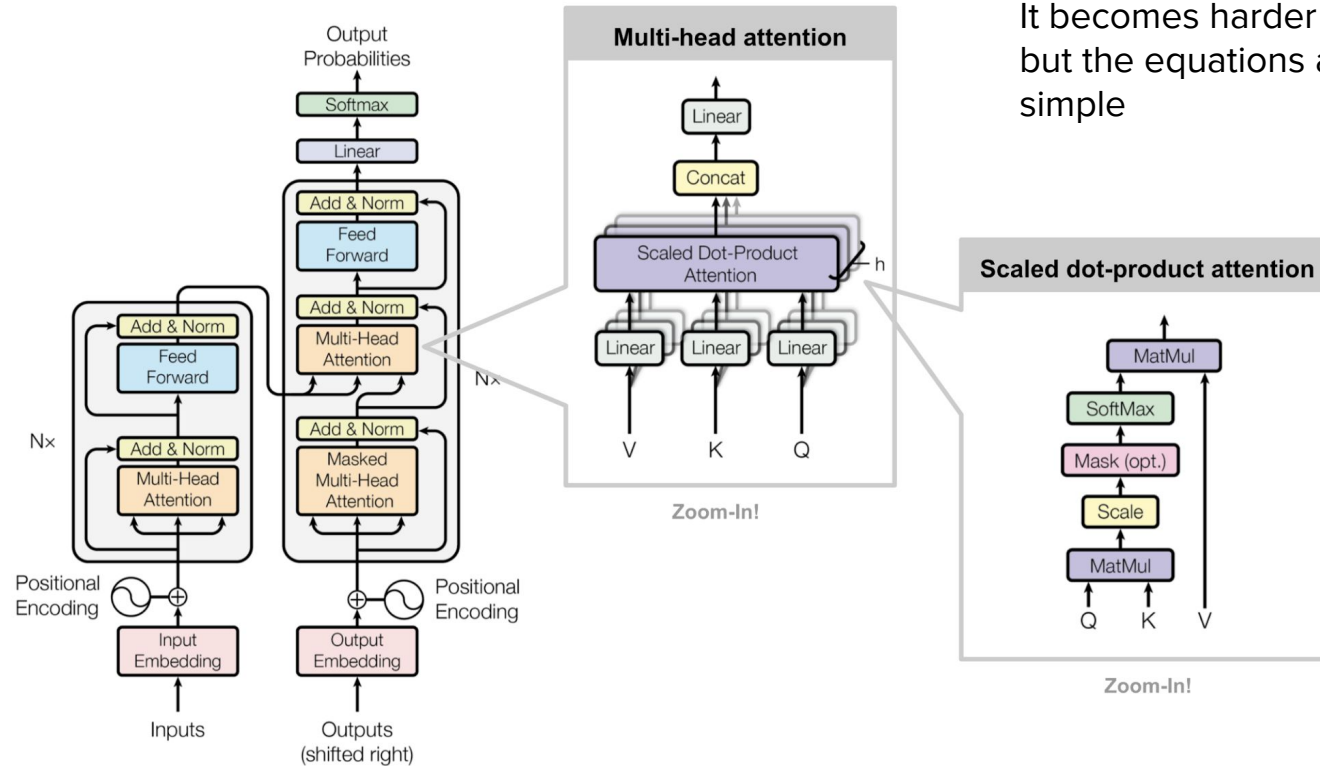 It becomes harder
but the equations a
simple
Output
Probabilities
Softmax
Linear
Add & Norm
Feed
Forward
Add & Norm
Multi-Head
Attention
Nx
Add & Norm
Masked
Multi-Head
Attention
Positional
Encoding
Output
Embedding
Outputs
(shifted right)
Add & Norm
Feed
Forward
Nx
Add & Norm
Multi-Head
Attention
Positional
Encoding
Input
Embedding
Inputs
Multi-head attention
Linear
Concat
Scaled Dot-Product
Attention
h
Linear
Linear
Linear
V
K
Q
Zoom-In!
Scaled dot-product attention
MatMul
SoftMax
Mask (opt.)
Scale
MatMul
Q
K
V
Zoom-In!